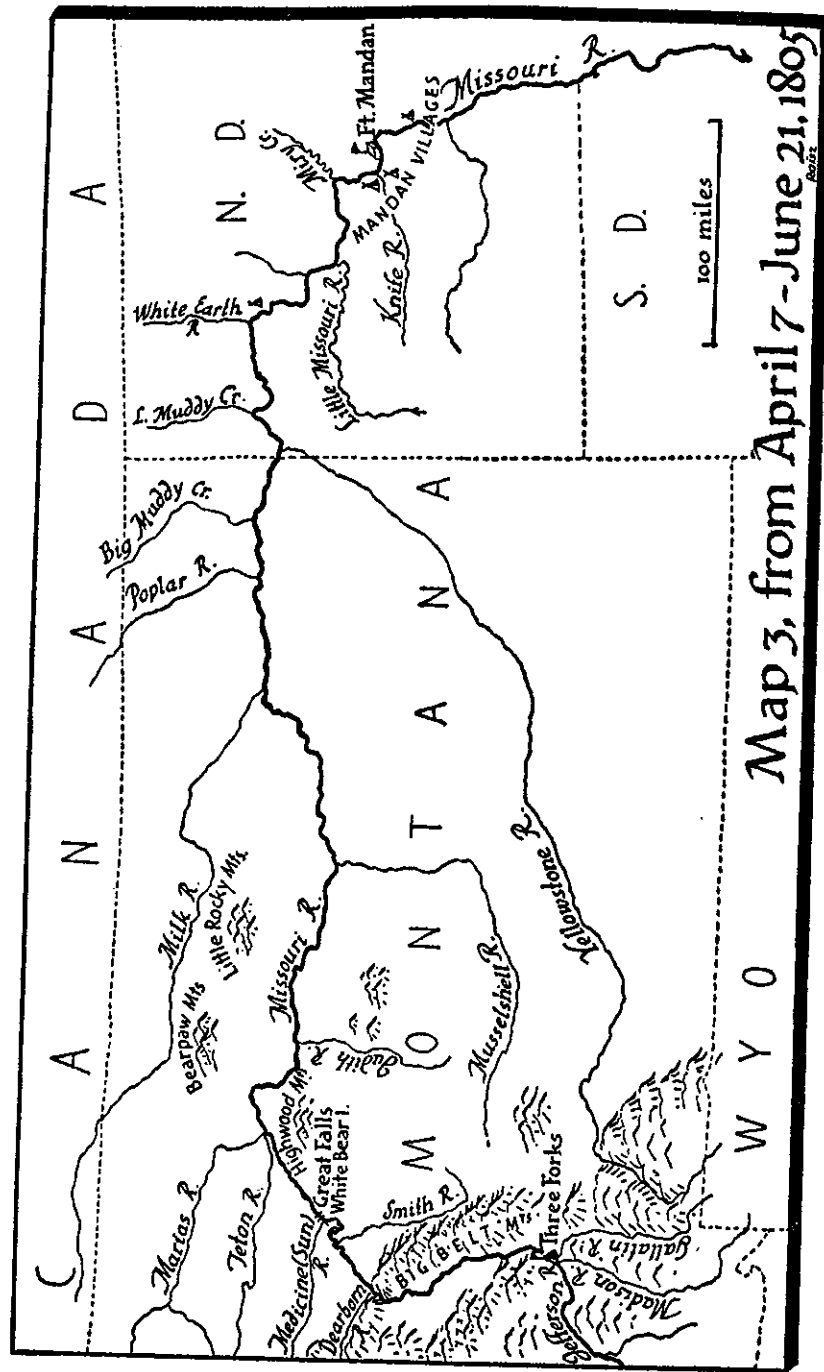 C A N A D A
N. D.
S. D.
M O N T A N A
W Y O
White Earth
R
L. Muddy Cr.
Big Muddy Cr.
Poplar R.
Miry Cr.
Ft. Mandan
MANDAN VILLAGES
Missouri R.
Little Missouri R.
Knife R.
Milk R.
Little Rocky Mts.
Bearpaw Mts
Missouri R.
Judith R.
Musselshell R.
Yellowstone R.
Marias R.
Teton R.
Highwood Mts
Great Falls
White Bear I.
Medicine (Sun)
R.
Dearborn
R.
Smith R.
BIG BELT Mts
Three Forks
Jefferson R.
Madison R.
Gallatin R.
100 miles
Map 3, from April 7-June 21, 1805